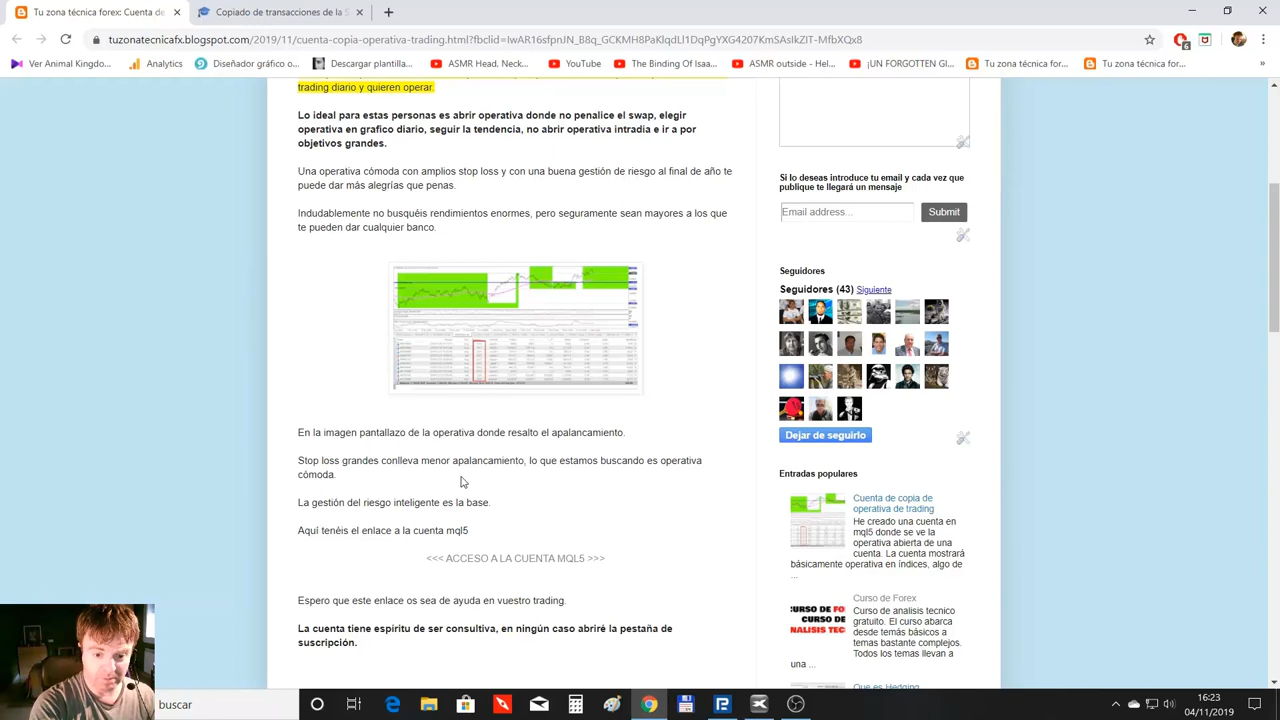 Tu zona técnica forex: Cuenta de
Copiado de transacciones de la S
tuzonatecnicafx.blogspot.com/2019/11/cuenta-copia-operativa-trading.html?fbclid=
Ver Animal Kingdo...
Analytics
Diseñador gráfico o...
Descargar plantilla...
ASMR Head, Neck...
YouTube
The Binding Of Isaa...
ASMR outside - Hel...
¡UN FORGOTTEN GI...
Tu zona técnica for...
Tu zona técnica for...
»
trading diario y quieren operar.
Lo ideal para estas personas es abrir operativa donde no penalice el swap, elegir
operativa en grafico diario, seguir la tendencia, no abrir operativa intradía e ir a por
objetivos grandes.
Una operativa cómoda con amplios stop loss y con una buena gestión de riesgo al final de año te
puede dar más alegrías que penas.
Indudablemente no busquéis rendimientos enormes, pero seguramente sean mayores a los que
te pueden dar cualquier banco.
En la imagen pantallazo de la operativa donde resalto el apalancamiento.
Stop loss grandes conlleva menor apalancamiento, lo que estamos buscando es operativa
cómoda.
La gestión del riesgo inteligente es la base.
Aquí tenéis el enlace a la cuenta mql5
<<< ACCESO A LA CUENTA MQL5 >>>
Espero que este enlace os sea de ayuda en vuestro trading.
La cuenta tiene espíritu de ser consultiva, en ningún caso abriré la pestaña de
suscripción.
Si lo deseas introduce tu email y cada vez que
publique te llegará un mensaje
Email address...
Submit
Seguidores
Seguidores (43) Siguiente
Dejar de seguirlo
Entradas populares
Cuenta de copia de
operativa de trading
He creado una cuenta en
mql5 donde se ve la
operativa abierta de una
cuenta. La cuenta mostrará
básicamente operativa en índices, algo de
...
Curso de Forex
CURSO DE FO
CURSO DE
NALISIS TEC
Curso de analisis tecnico
gratuito. El curso abarca
desde temás básicos a
temas bastante complejos.
Todos los temas llevan a
una ...
Que es Hedging
buscar
16:23
04/11/2019